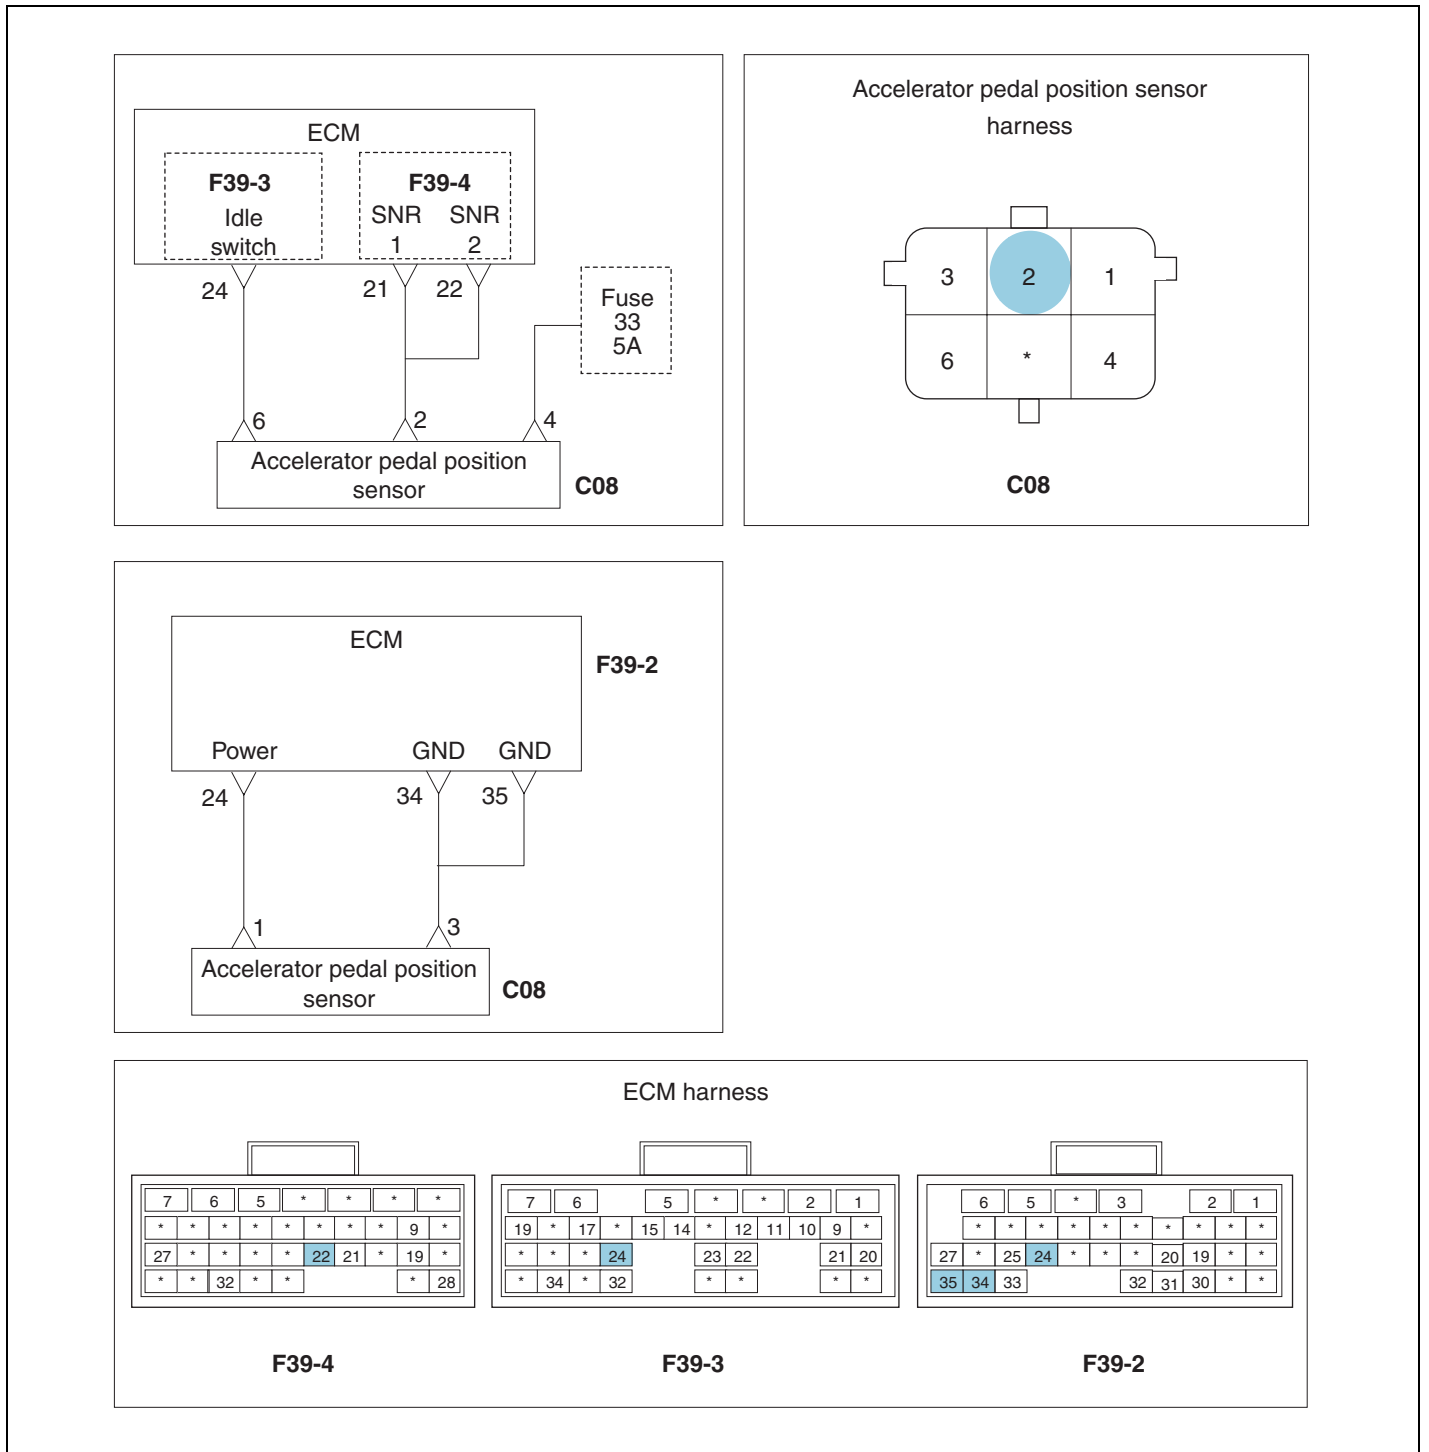 ECM
F39-3
F39-4
Idle
switch
SNR SNR
1 2
24 21 22
Fuse
33
5A
6 2 4
Accelerator pedal position
sensor
C08
Accelerator pedal position sensor
harness
3 2 1
6 * 4
C08
ECM
F39-2
Power GND GND
24 34 35
1 3
Accelerator pedal position
sensor
C08
ECM harness
7 6 5 * * * *
* * * * * * * * 9 *
27 * * * * 22 21 * 19 *
* * 32 * * * 28
F39-4
7 6 5 * * 2 1
19 * 17 * 15 14 * 12 11 10 9 *
* * * 24 23 22 21 20
* 34 * 32 * * * *
F39-3
6 5 * 3 2 1
* * * * * * * * * *
27 * 25 24 * * * 20 19 * *
35 34 33 32 31 30 * *
F39-2